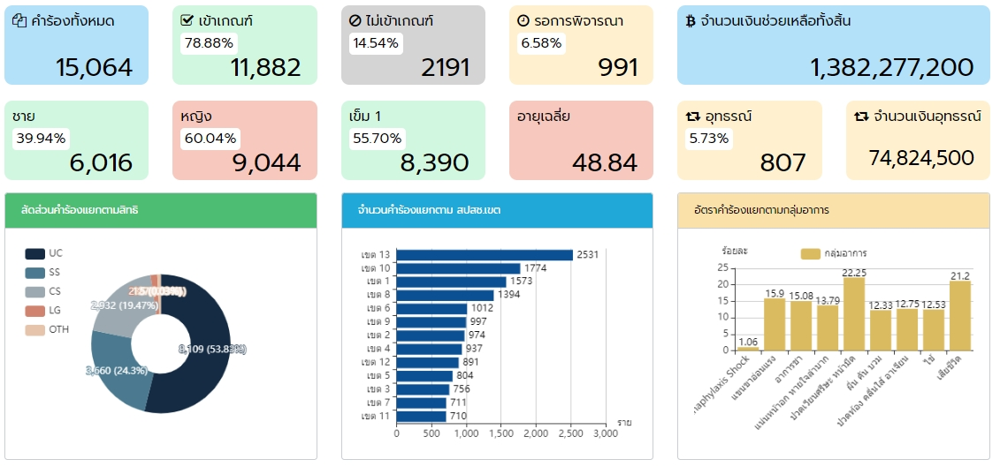 คำร้องทั้งหมด
15,064
เข้าเกณฑ์
78.88%
11,882
ไม่เข้าเกณฑ์
14.54%
2191
รอการพิจารณา
6.58%
991
จำนวนเงินช่วยเหลือทั้งสิ้น
1,382,277,200
ชาย
39.94%
6,016
หญิง
60.04%
9,044
เข็ม 1
55.70%
8,390
อายุเฉลี่ย
48.84
อุทธรณ์
5.73%
807
จำนวนเงินอุทธรณ์
74,824,500
สัดส่วนคำร้องแยกตามสิทธิ
UC
SS
CS
LG
OTH
2,932 (19.47%)
8,109 (53.83%)
3,660 (24.3%)
จำนวนคำร้องแยกตาม สปสช.เขต
เขต 13 2531
เขต 10 1774
เขต 1 1573
เขต 8 1394
เขต 6 1012
เขต 9 997
เขต 2 974
เขต 4 937
เขต 12 891
เขต 5 804
เขต 3 756
เขต 7 711
เขต 11 710
ราย
0 500 1,000 1,500 2,000 2,500 3,000
อัตราคำร้องแยกตามกลุ่มอาการ
ร้อยละ
กลุ่มอาการ
25
20
15
10
5
0
1.06 15.9 15.08 13.79 22.25 12.33 12.75 12.53 21.2
naphylaxis Shock
แขนขาอ่อนแรง
อาการชา
แน่นหน้าอก หายใจลำบาก
ปวดเวียนศรีษะ หน้ามืด
ผื่น คัน บวม
ปวดท้อง คลื่นไส้ อาเจียน
ไข้
เสียชีวิต